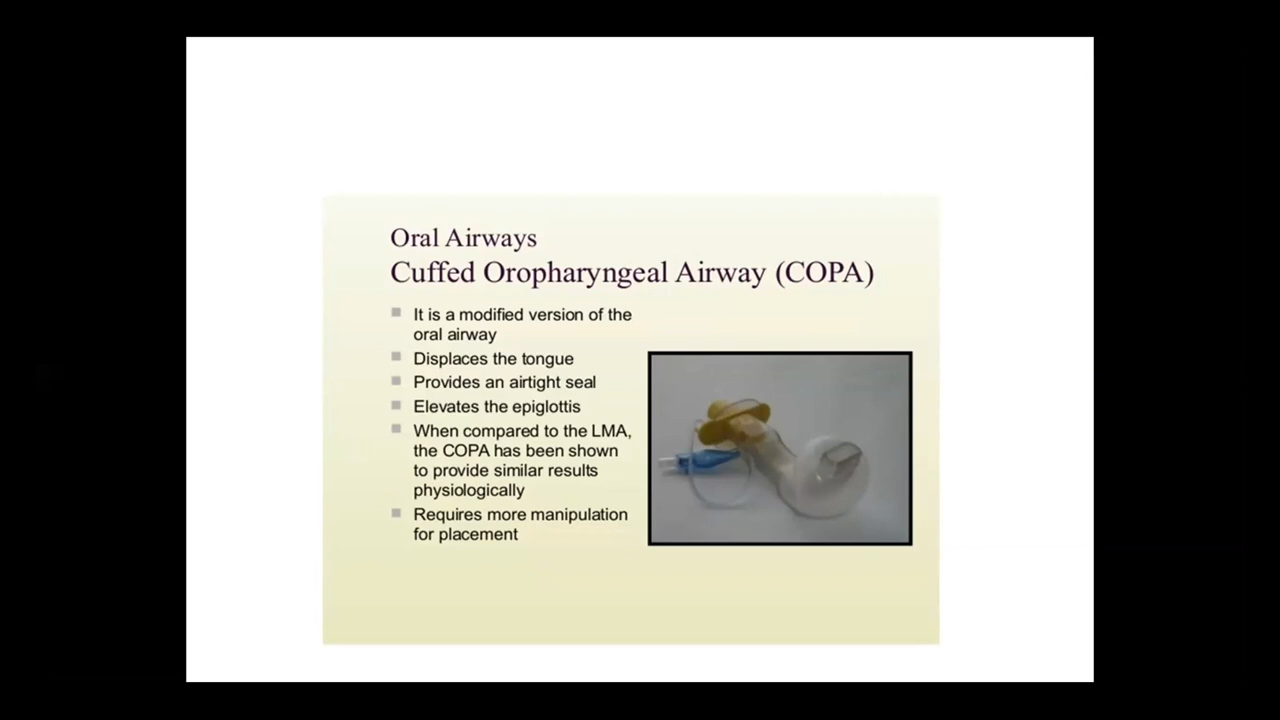 Oral Airways
Cuffed Oropharyngeal Airway (COPA)
It is a modified version of the
oral airway
Displaces the tongue
Provides an airtight seal
Elevates the epiglottis
When compared to the LMA,
the COPA has been shown
to provide similar results
physiologically
Requires more manipulation
for placement